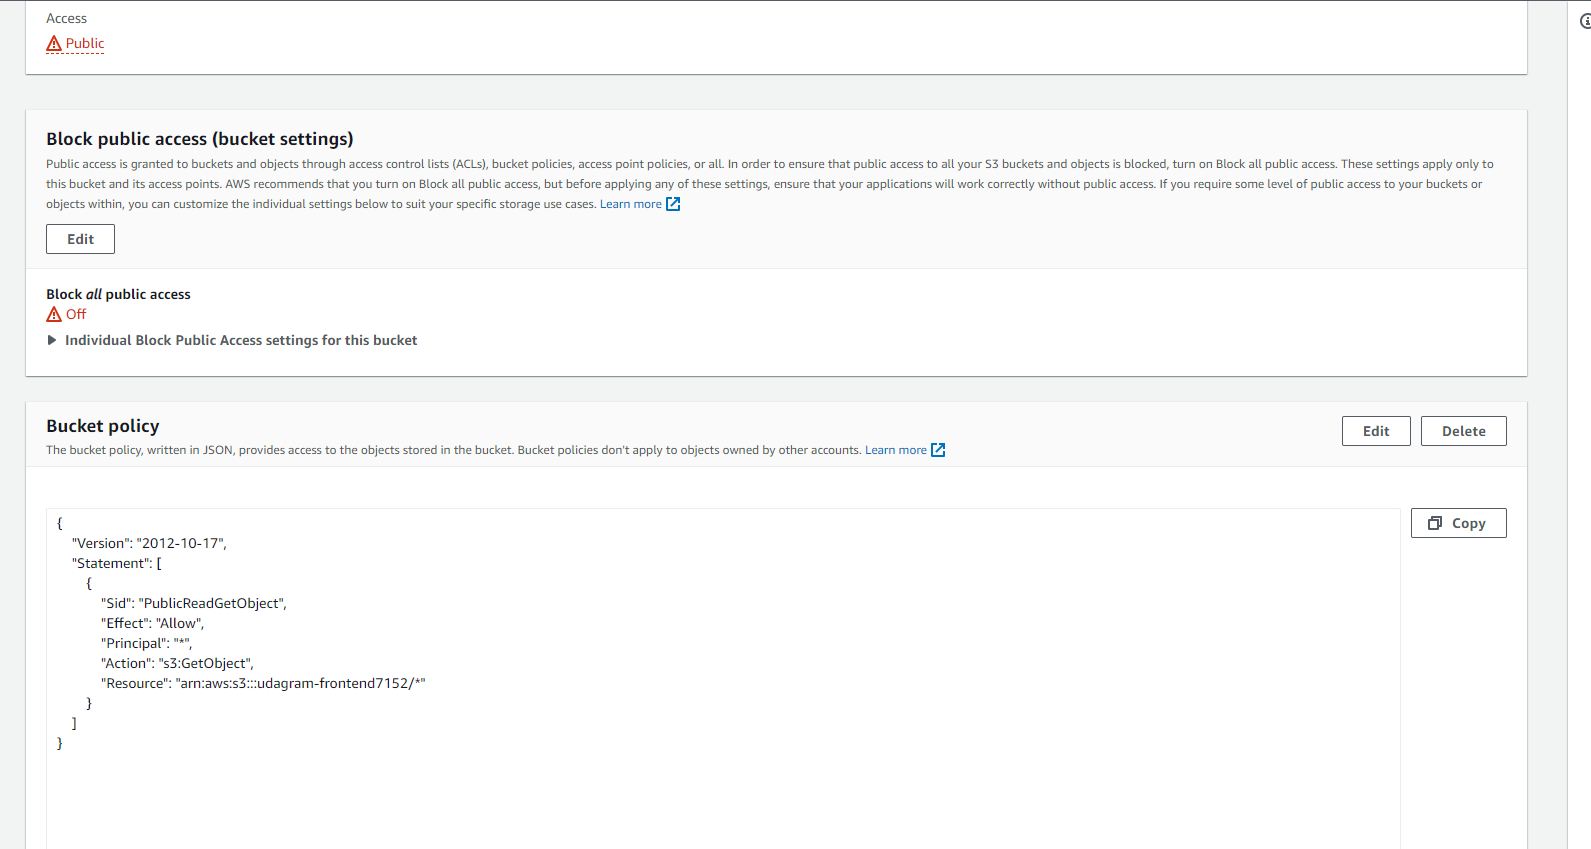 Access
Public
Block public access (bucket settings)
Public access is granted to buckets and objects through access control lists (ACLs), bucket policies, access point policies, or all. In order to ensure that public access to all your S3 buckets and objects is blocked, turn on Block all public access. These settings apply only to
this bucket and its access points. AWS recommends that you turn on Block all public access, but before applying any of these settings, ensure that your applications will work correctly without public access. If you require some level of public access to your buckets or
objects within, you can customize the individual settings below to suit your specific storage use cases. Learn more
Edit
Block all public access
Off
Individual Block Public Access settings for this bucket
Bucket policy
Edit
Delete
The bucket policy, written in JSON, provides access to the objects stored in the bucket. Bucket policies don't apply to objects owned by other accounts. Learn more
Copy
{
"Version": "2012-10-17",
"Statement": [
{
"Sid": "PublicReadGetObject",
"Effect": "Allow",
"Principal": "*",
"Action": "s3:GetObject",
"Resource": "arn:aws:s3:::udagram-frontend7152/*"
}
]
}